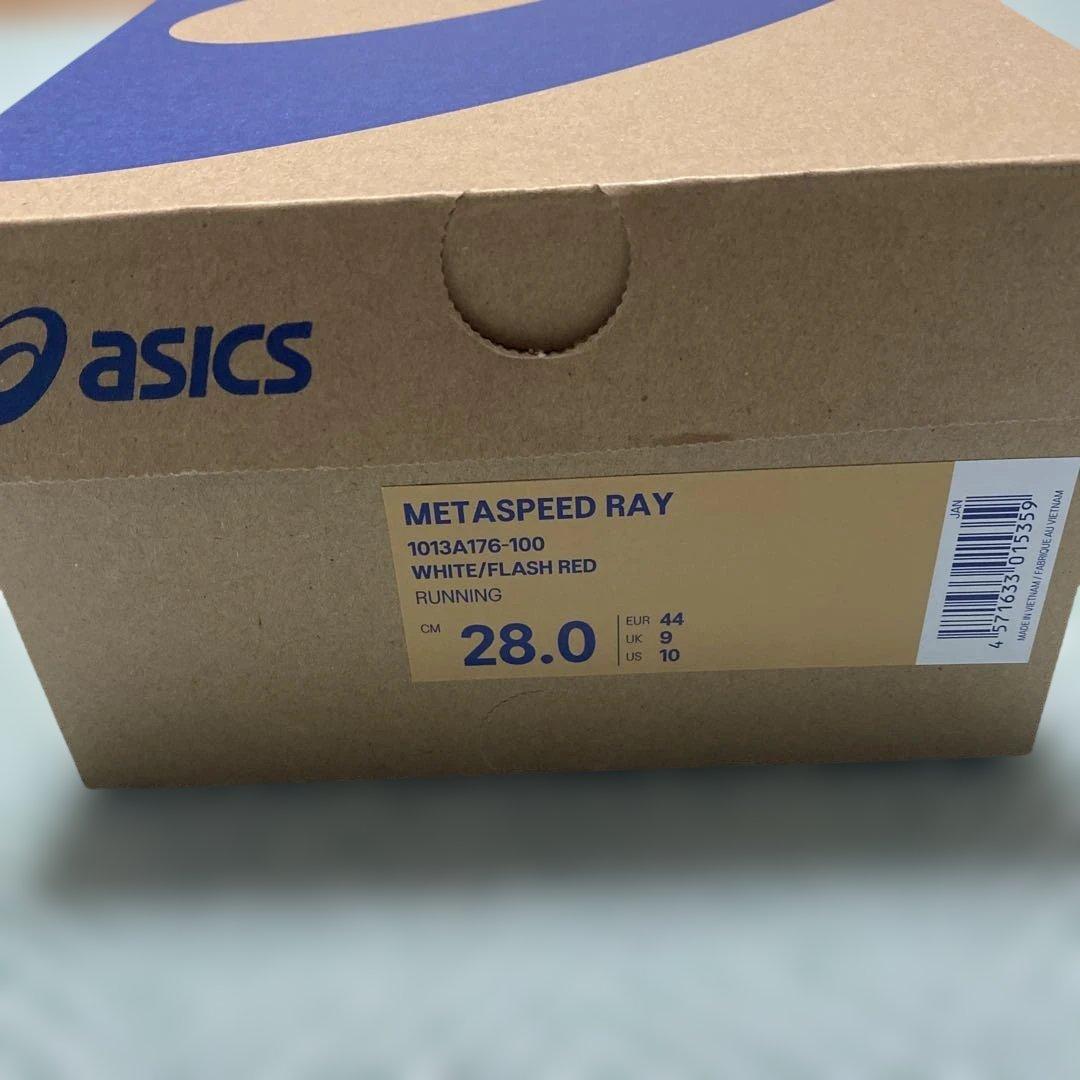 asics
METASPEED RAY
1013A176-100
WHITE/FLASH RED
RUNNING
CM 28.0
EUR 44
UK 9
US 10
JAN
4 571633 015359
MADE IN VIETNAM / FABRIQUÉ AU VIETNAM